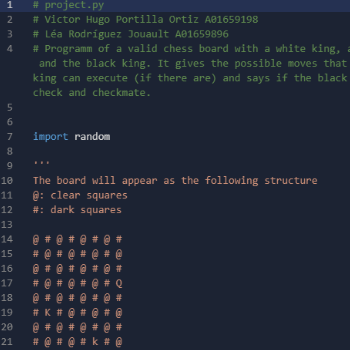 1 # project.py
2 # Victor Hugo Portilla Ortiz A01659198
3 # Léa Rodríguez Jouault A01659896
4 # Programm of a valid chess board with a white king, a
and the black king. It gives the possible moves that
king can execute (if there are) and says if the black
check and checkmate.
5
6
7 import random
8
9 '''
10 The board will appear as the following structure
11 @: clear squares
12 #: dark squares
13
14 @ # @ # @ # @ #
15 # @ # @ # @ # @
16 @ # @ # @ # @ #
17 # @ # @ # @ # Q
18 @ # @ # @ # @ #
19 # K # @ # @ # @
20 @ # @ # @ # @ #
21 # @ # @ # k # @